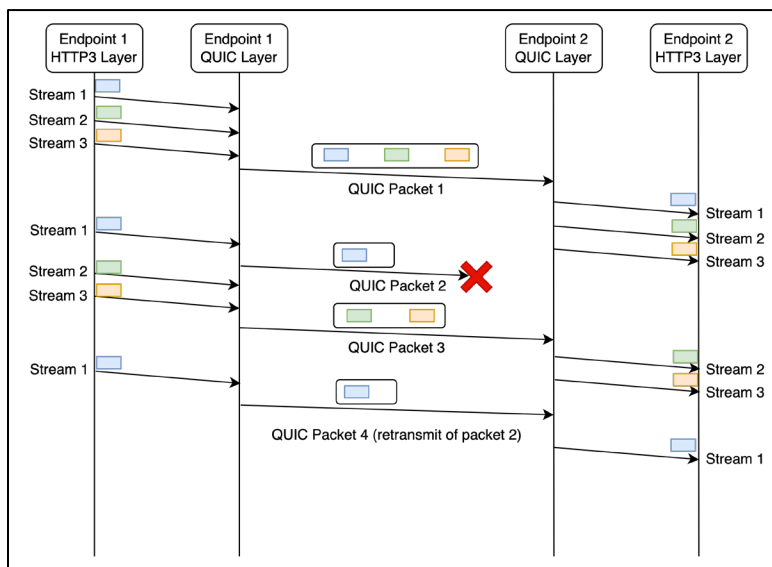 Endpoint 1
HTTP3 Layer
Endpoint 1
QUIC Layer
Endpoint 2
QUIC Layer
Endpoint 2
HTTP3 Layer
Stream 1
Stream 2
Stream 3
QUIC Packet 1
Stream 1
Stream 2
Stream 3
Stream 1
QUIC Packet 2
Stream 2
Stream 3
QUIC Packet 3
Stream 2
Stream 3
Stream 1
QUIC Packet 4 (retransmit of packet 2)
Stream 1